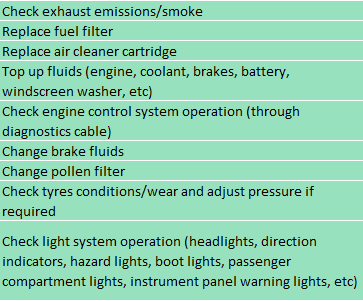 Check exhaust emissions/smoke
Replace fuel filter
Replace air cleaner cartridge
Top up fluids (engine, coolant, brakes, battery,
windscreen washer, etc)
Check engine control system operation (through
diagnostics cable)
Change brake fluids
Change pollen filter
Check tyres conditions/wear and adjust pressure if
required
Check light system operation (headlights, direction
indicators, hazard lights, boot lights, passenger
compartment lights, instrument panel warning lights, etc)